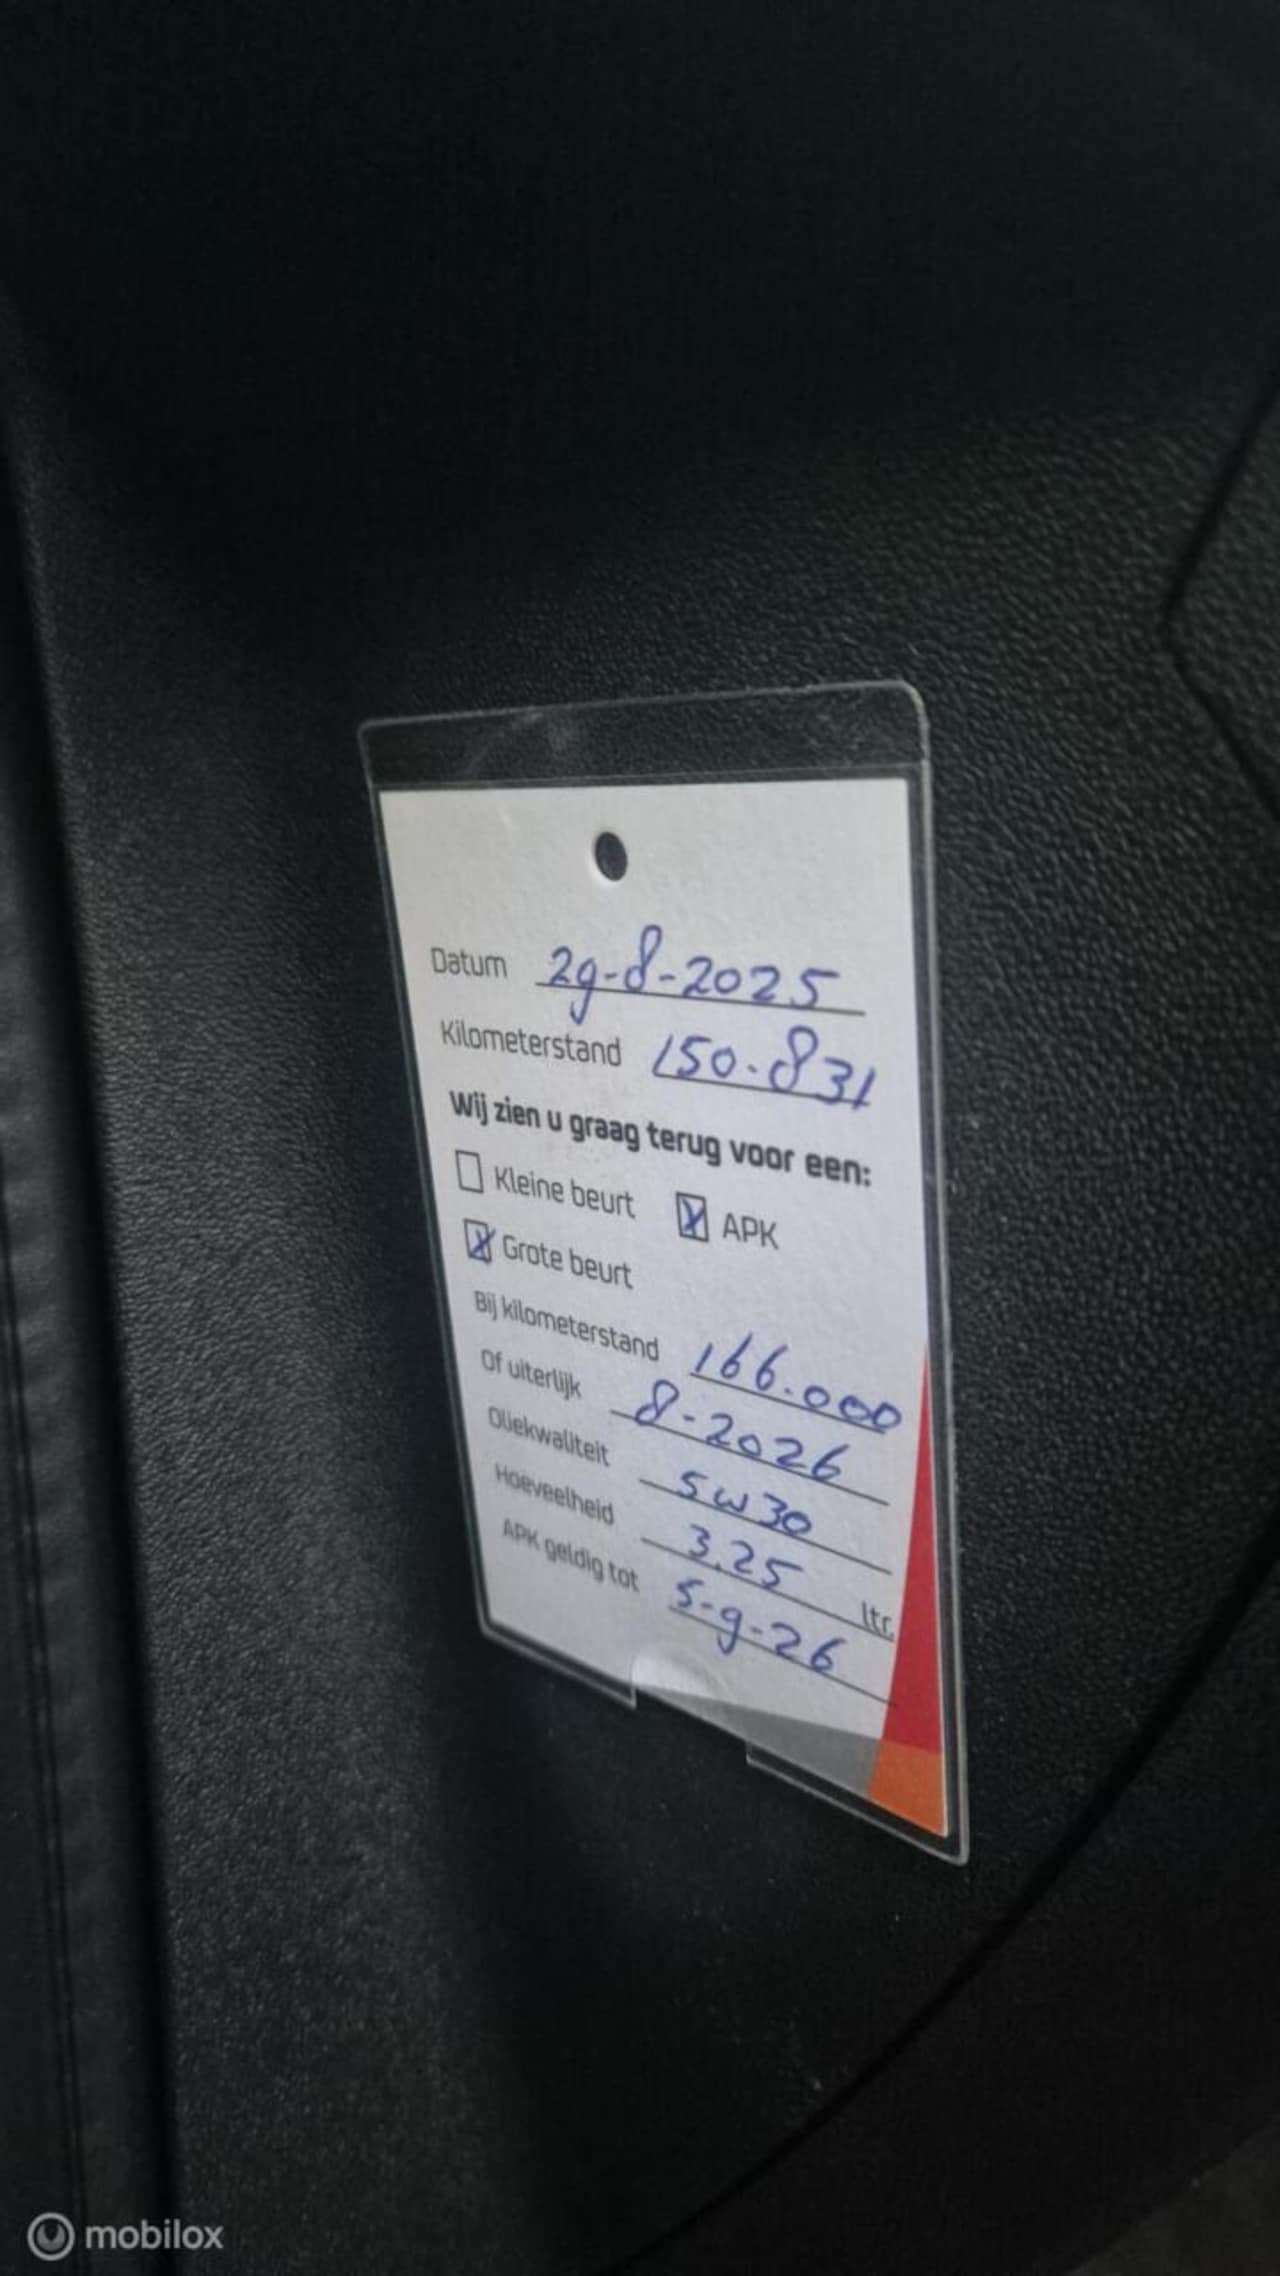 Datum 29-8-2025
Kilometerstand 150.831
Wij zien u graag terug voor een:
Kleine beurt APK
Grote beurt
Bij kilometerstand 166.000
Of uiterlijk 8-2026
Oliekwaliteit 5w30
Hoeveelheid 3.25 ltr.
APK geldig tot 5-9-26
mobilox